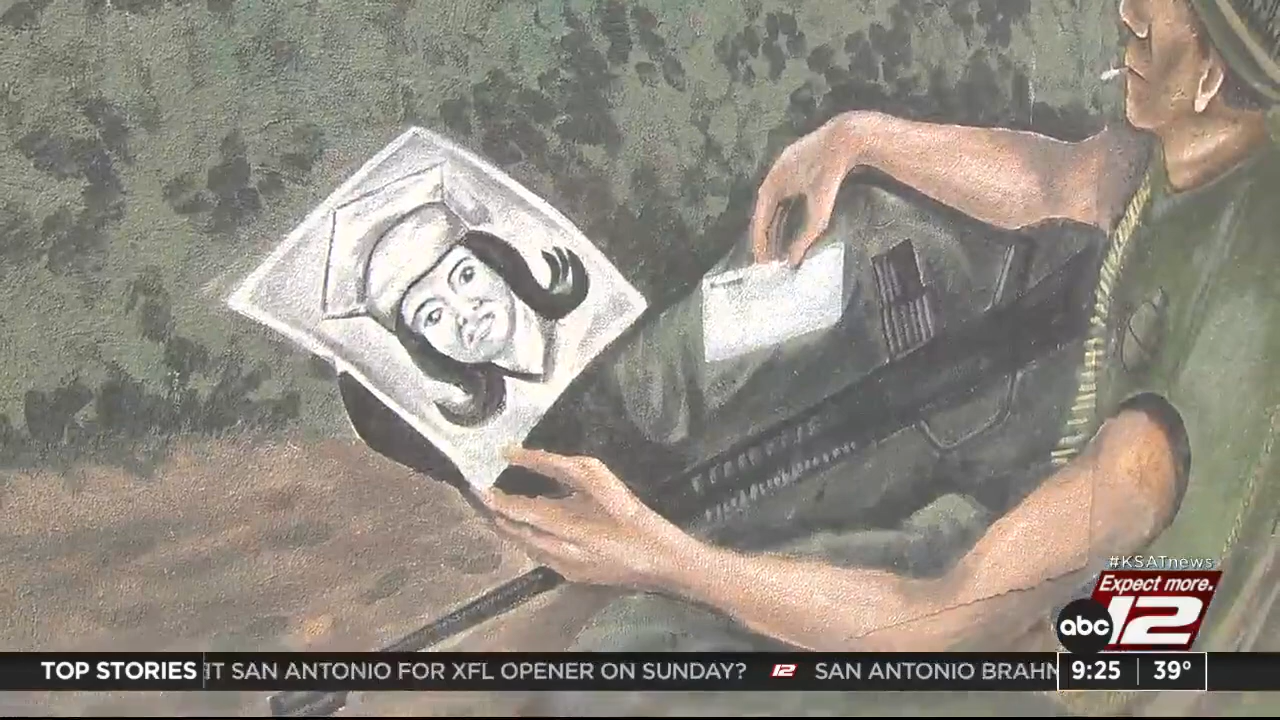 #KSATnews
Expect more.
abc 12
TOP STORIES IT SAN ANTONIO FOR XFL OPENER ON SUNDAY? 12 SAN ANTONIO BRAHM 9:25 39°